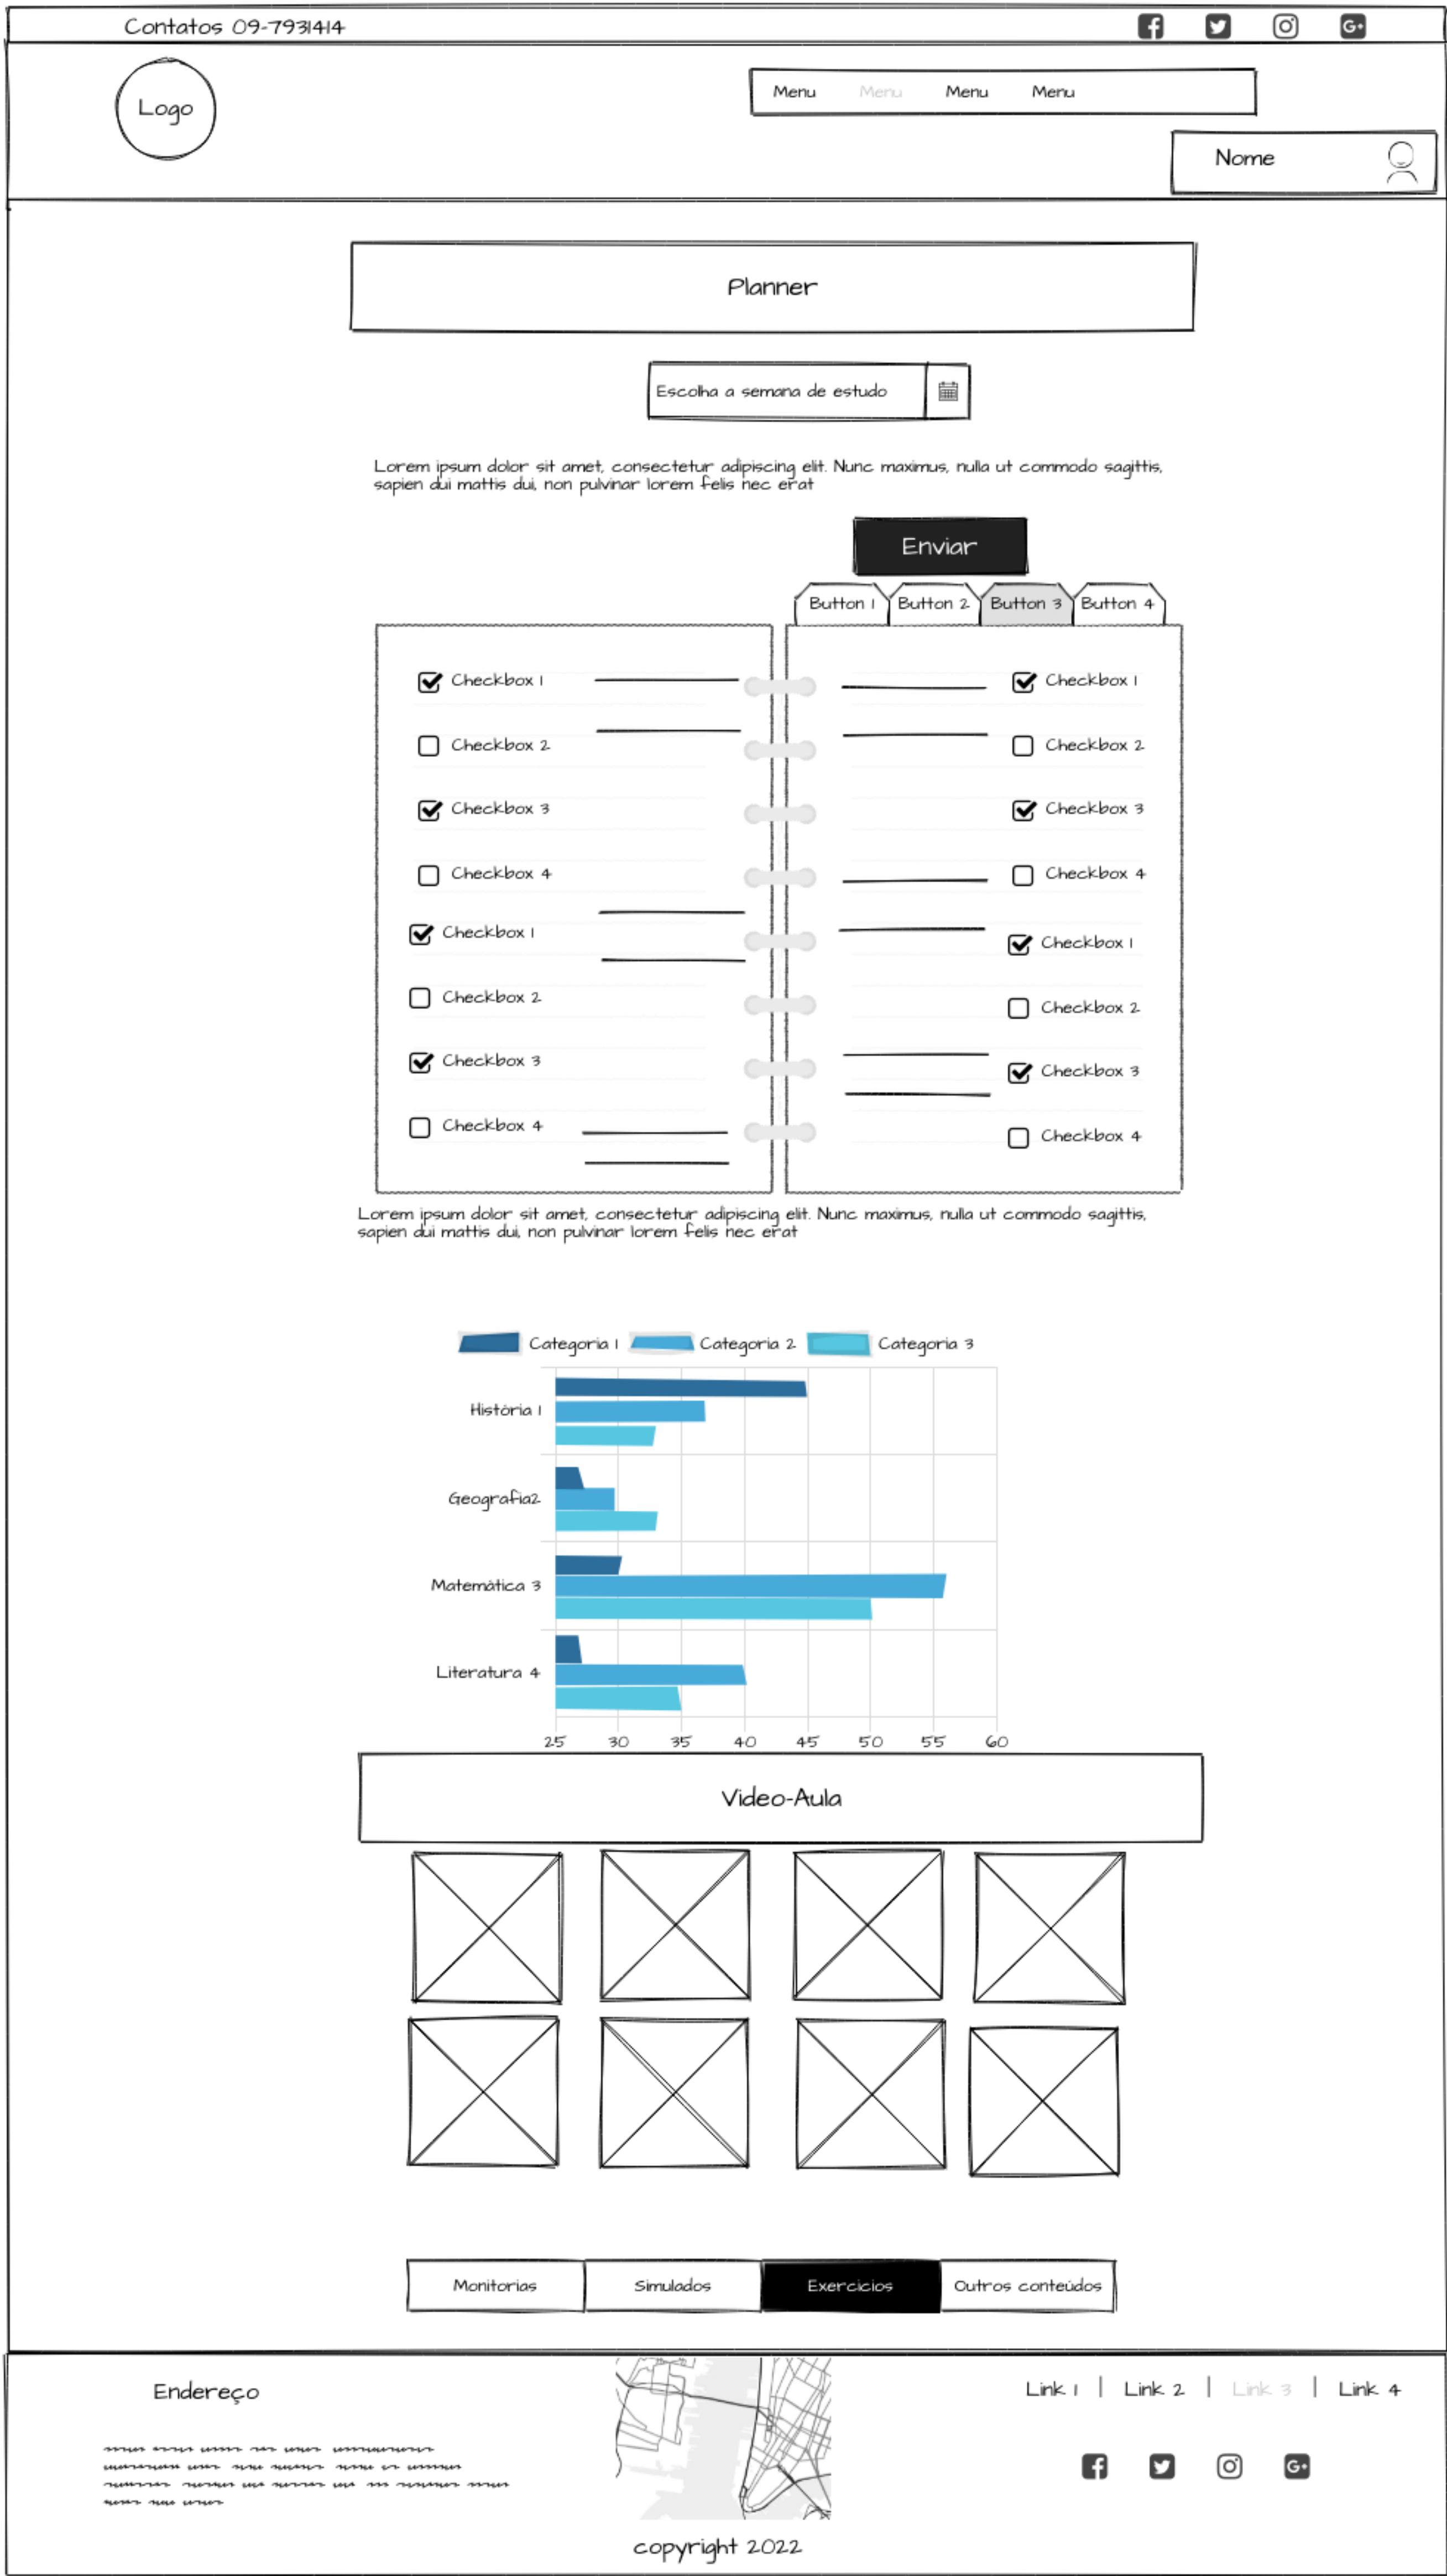 Contatos 09-7931414
Logo
Menu Menu Menu Menu
Nome
Planner
Escolha a semana de estudo
Lorem ipsum dolor sit amet, consectetur adipiscing elit. Nunc maximus, nulla ut commodo sagittis,
sapien dui mattis dui, non pulvinar lorem felis nec erat
Enviar
Button 1 Button 2 Button 3 Button 4
Checkbox 1
Checkbox 2
Checkbox 3
Checkbox 4
Checkbox 1
Checkbox 2
Checkbox 3
Checkbox 4
Checkbox 1
Checkbox 2
Checkbox 3
Checkbox 4
Checkbox 1
Checkbox 2
Checkbox 3
Checkbox 4
Lorem ipsum dolor sit amet, consectetur adipiscing elit. Nunc maximus, nulla ut commodo sagittis,
sapien dui mattis dui, non pulvinar lorem felis nec erat
Categoria 1 Categoria 2 Categoria 3
História 1
Geografia2
Matemática 3
Literatura 4
25 30 35 40 45 50 55 60
Video-Aula
Monitorias Simulados Exercicios Outros conteúdos
Endereço
Link 1 | Link 2 | Link 3 | Link 4
copyright 2022